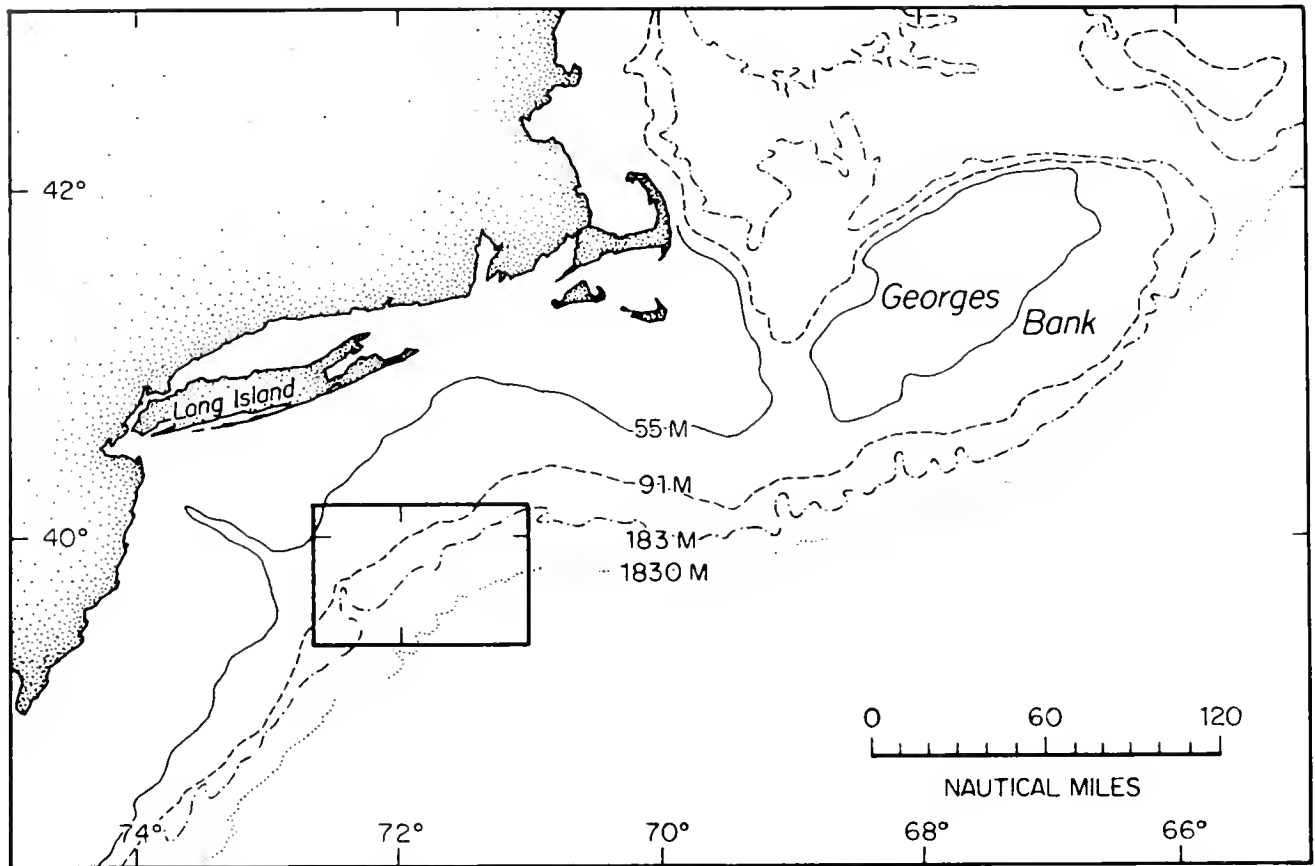 42°
Georges
Bank
Long Island
55 M
91 M
40°
183 M
1830 M
0 60 120
NAUTICAL MILES
74° 72° 70° 68° 66°